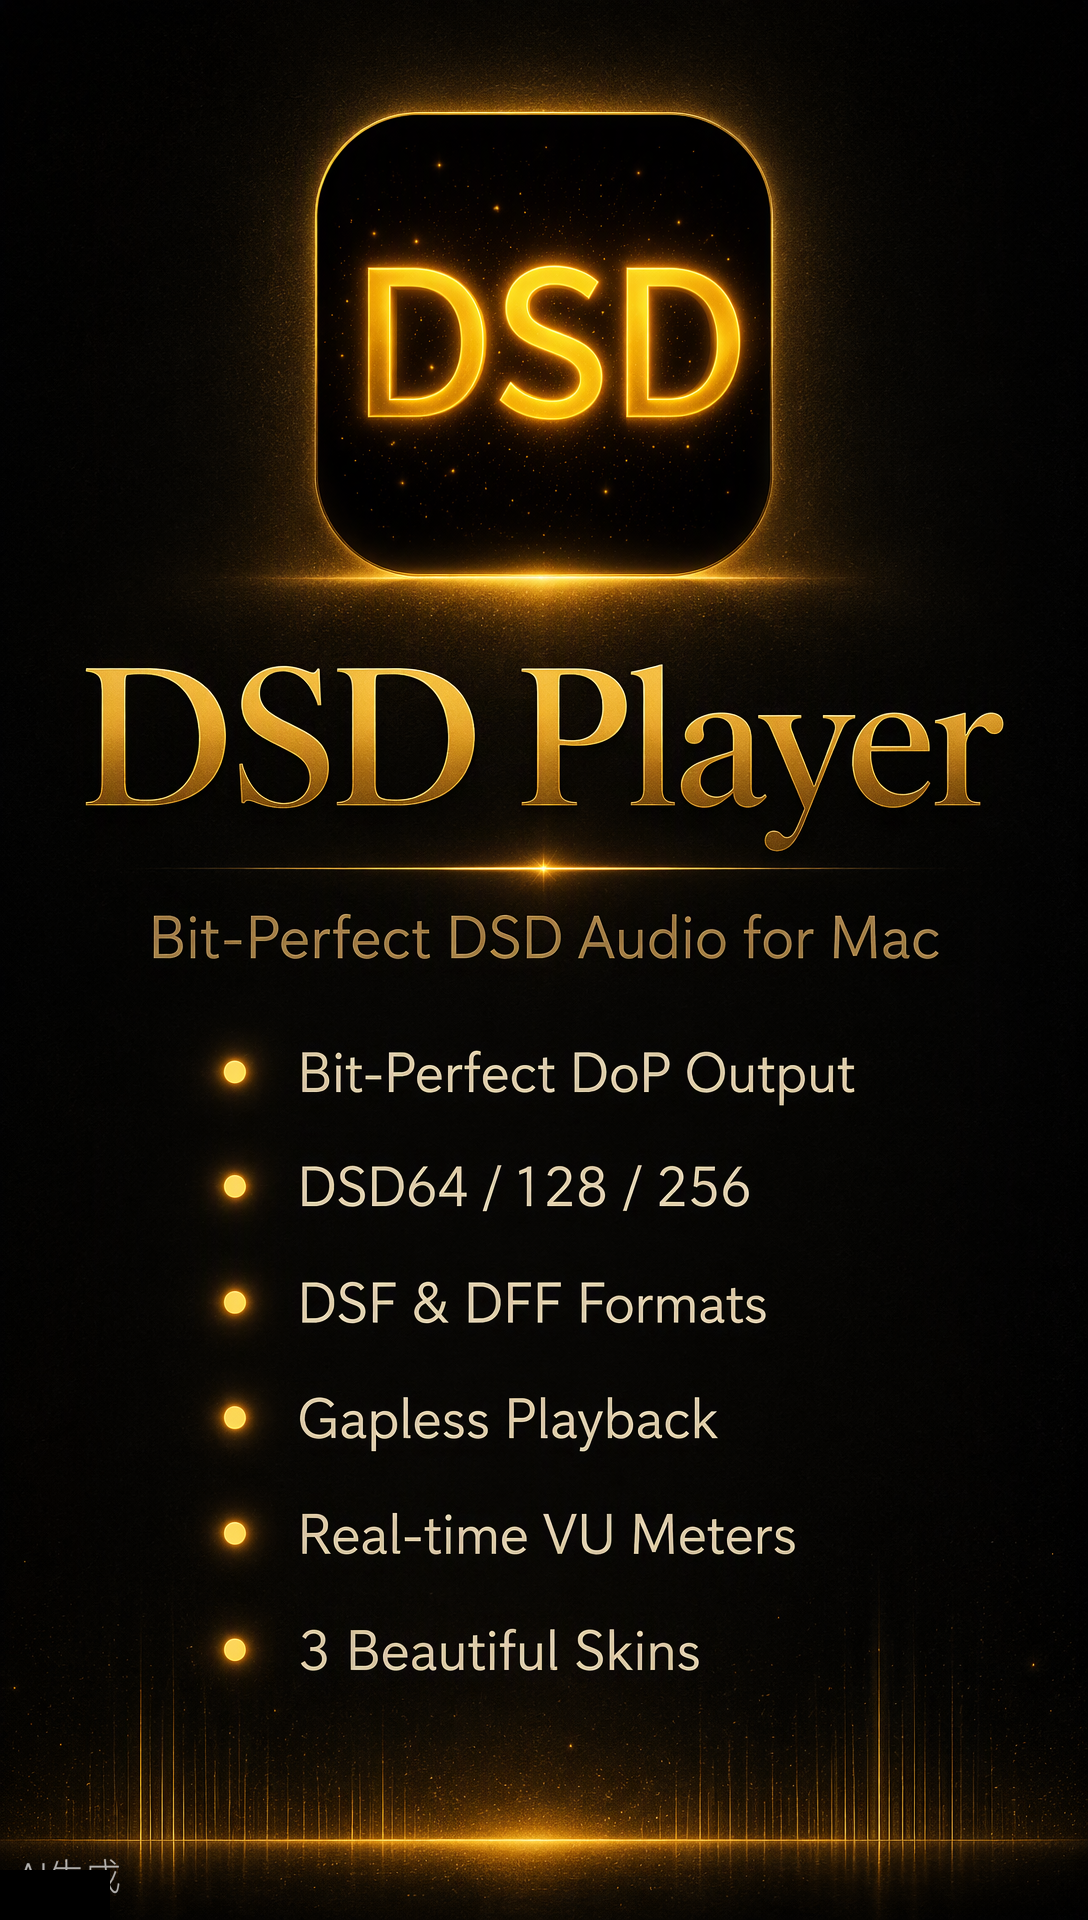 DSD
DSD Player
Bit-Perfect DSD Audio for Mac
Bit-Perfect DoP Output
DSD64 / 128 / 256
DSF & DFF Formats
Gapless Playback
Real-time VU Meters
3 Beautiful Skins